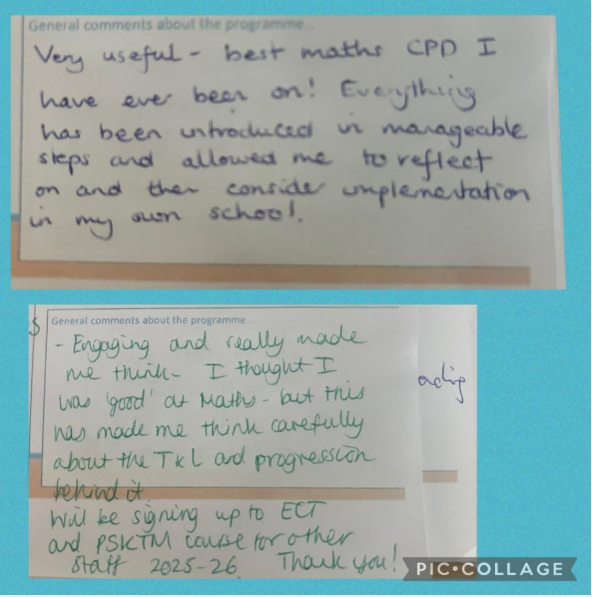 General comments about the programme...
Very useful - best maths CPD I
have ever been on! Everything
has been introduced in manageable
steps and allowed me to reflect
on and then consider implementation
in my own school.
General comments about the programme...
- Engaging and really made
me think - I thought I
was 'good' at Maths - but this
has made me think carefully
about the T&L and progression
behind it.
Will be signing up to ECT
and PSKTM course for other
staff 2025-26. Thank you!
PIC•COLLAGE